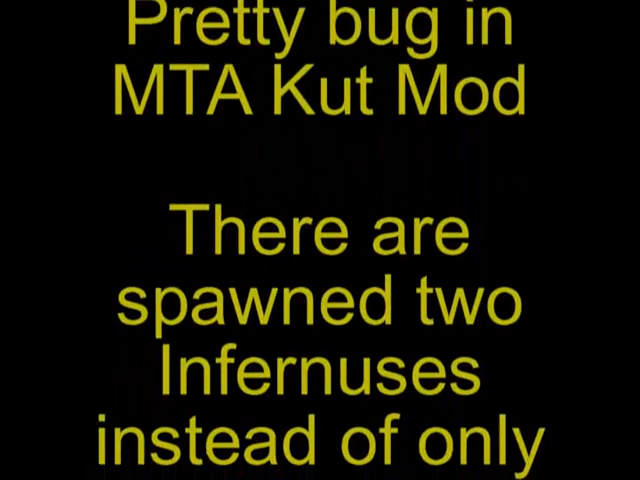 Pretty bug in
MTA Kut Mod
There are
spawned two
Infernuses
instead of only